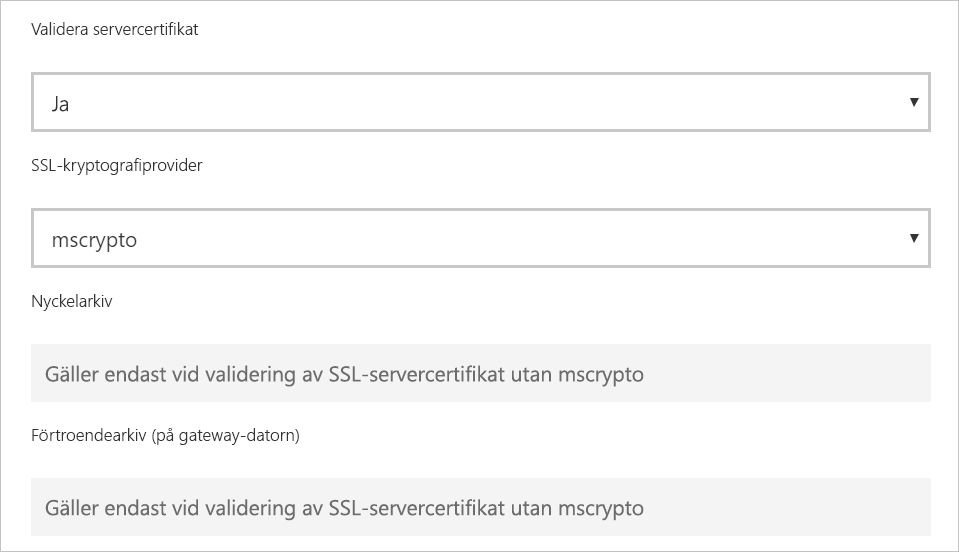 Validera servercertifikat
Ja
SSL-kryptografiprovider
mscrypto
Nyckelarkiv
Gäller endast vid validering av SSL-servercertifikat utan mscrypto
Förtroendearkiv (på gateway-datorn)
Gäller endast vid validering av SSL-servercertifikat utan mscrypto